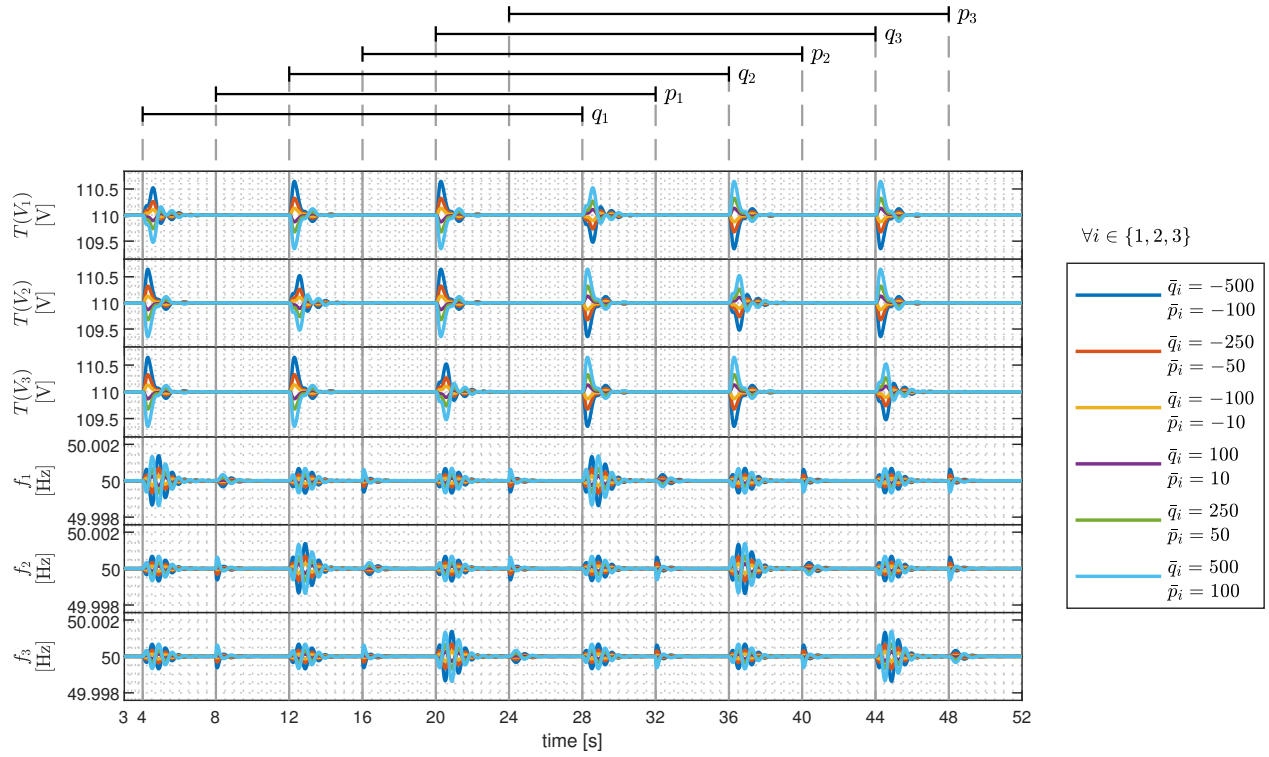 p₃
q₃
p₂
q₂
p₁
q₁
T(V₁)
[V]
110.5
110
109.5
T(V₂)
[V]
110.5
110
109.5
T(V₃)
[V]
110.5
110
109.5
f₁
[Hz]
50.002
50
49.998
f₂
[Hz]
50.002
50
49.998
f₃
[Hz]
50.002
50
49.998
3 4 8 12 16 20 24 28 32 36 40 44 48 52
time [s]
∀i ∈ {1, 2, 3}
q̄ᵢ = −500
p̄ᵢ = −100
q̄ᵢ = −250
p̄ᵢ = −50
q̄ᵢ = −100
p̄ᵢ = −10
q̄ᵢ = 100
p̄ᵢ = 10
q̄ᵢ = 250
p̄ᵢ = 50
q̄ᵢ = 500
p̄ᵢ = 100